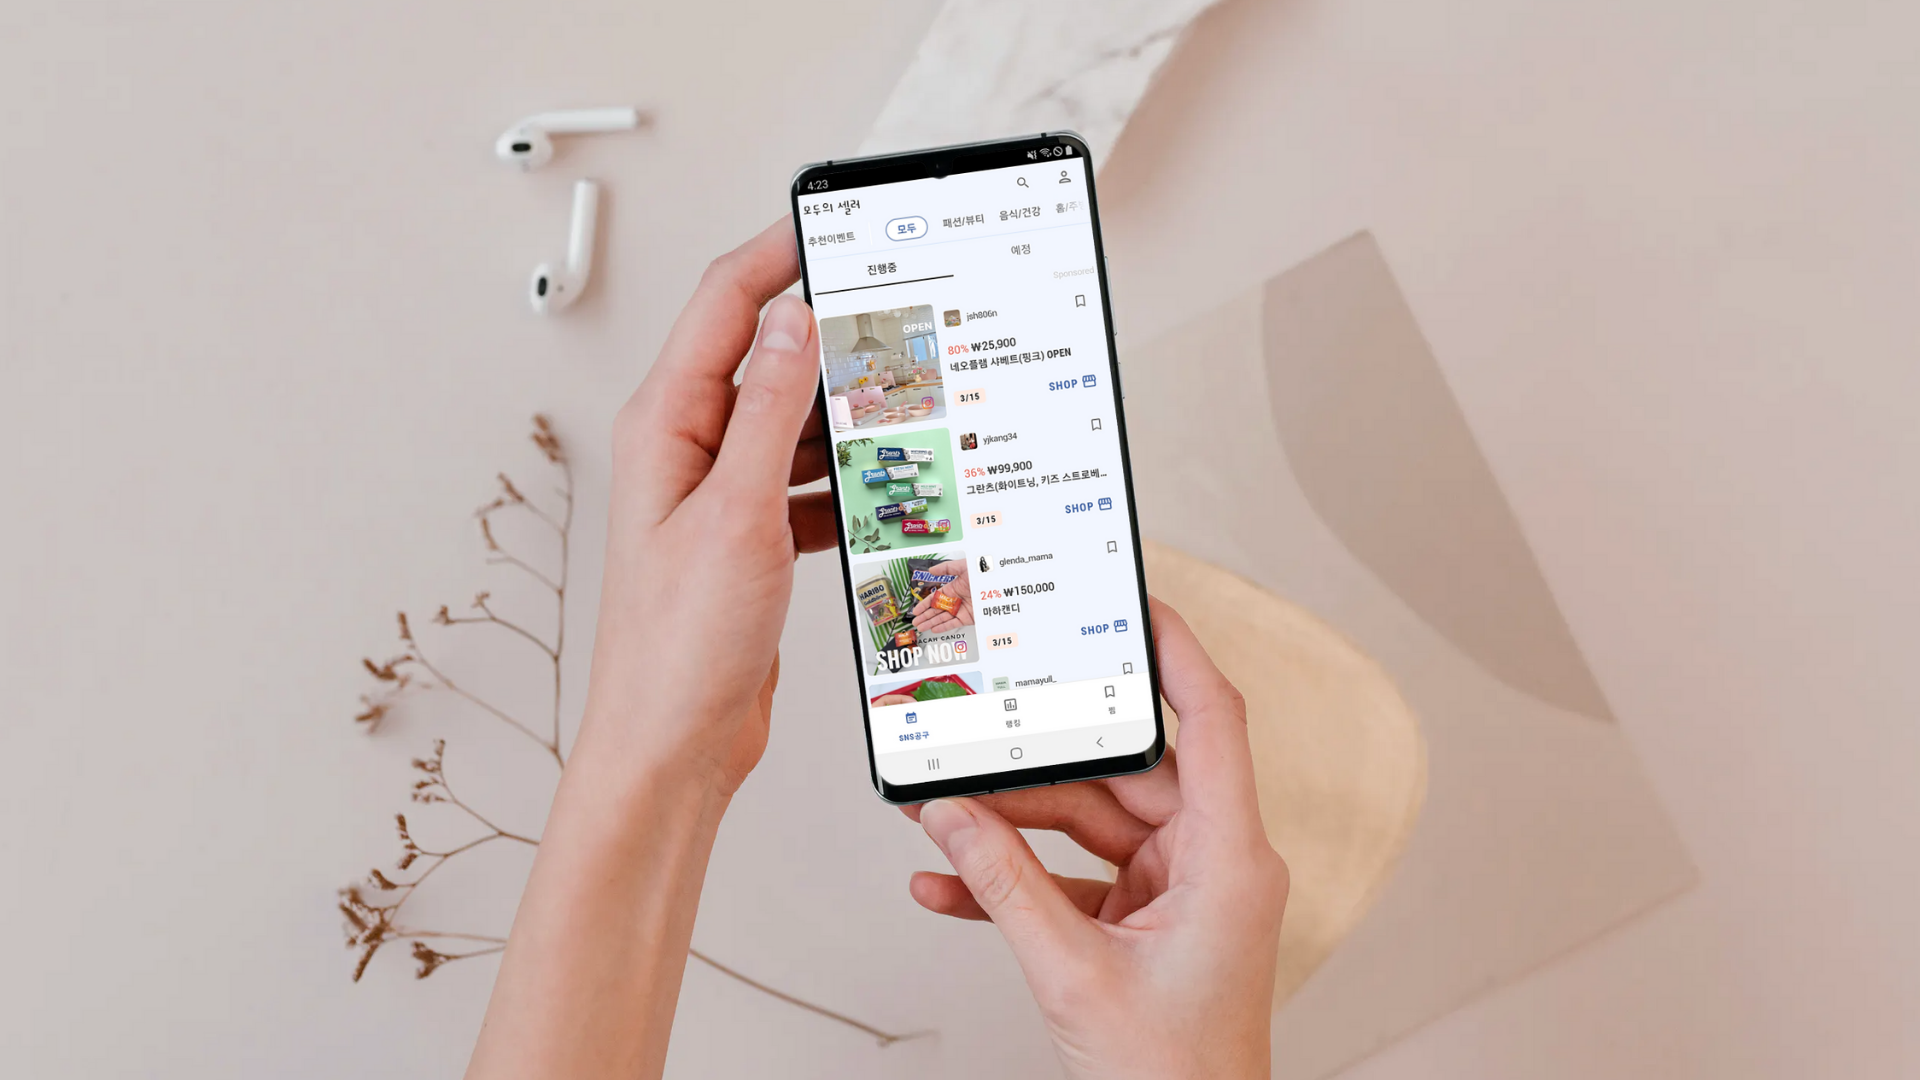 4:23
모두의 셀러
추천이벤트 모두 패션/뷰티 음식/건강 홈/주
진행중 예정
Sponsored
OPEN
jsh806n
80% ₩25,900
네오플램 샤베트(핑크) OPEN
3/15 SHOP
yjkang34
36% ₩99,900
그란츠(화이트닝, 키즈 스트로베...
3/15 SHOP
HARIBO
SNICKERS
MACAH CANDY
SHOP NOW
glenda_mama
24% ₩150,000
마하캔디
3/15 SHOP
mamayull_
SNS공구 랭킹 찜